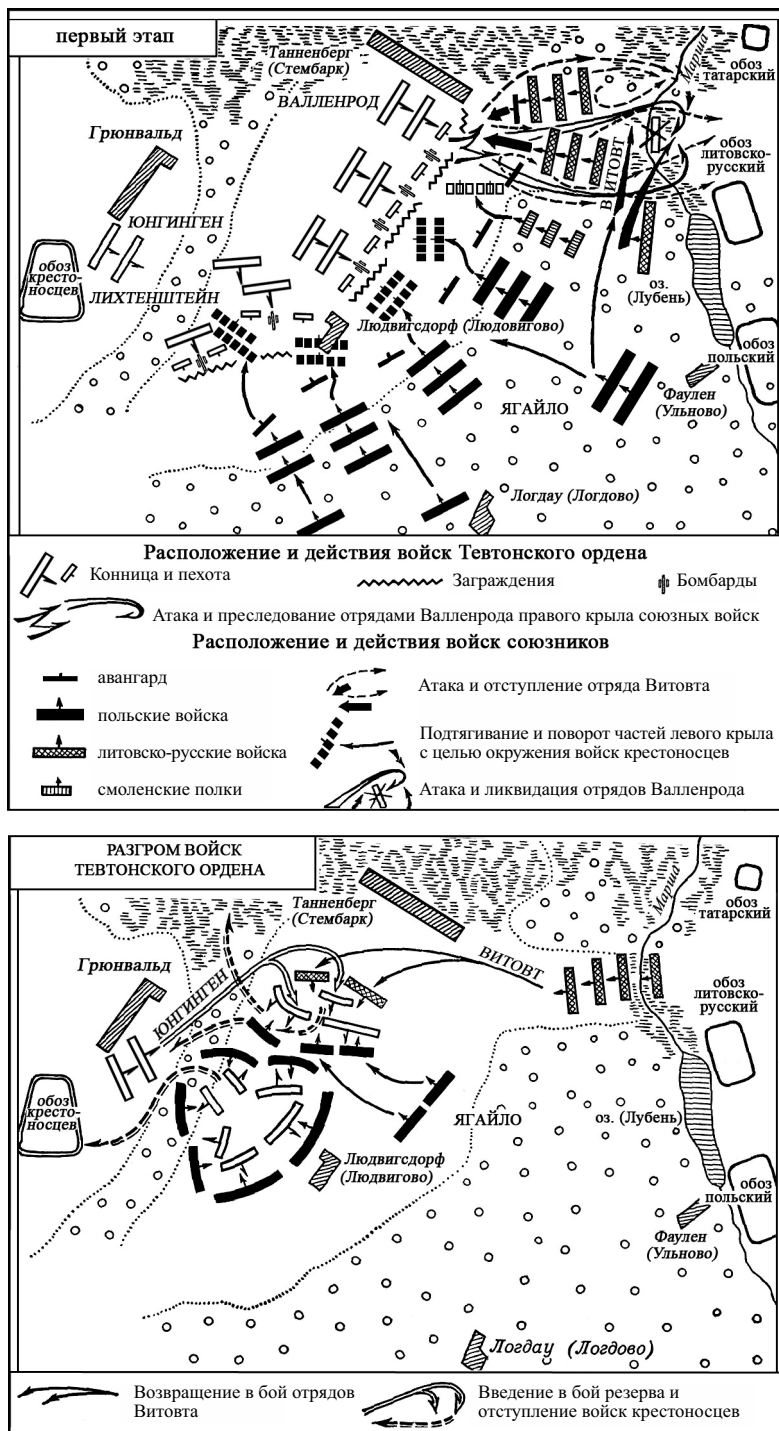 первый этап
Танненберг
(Стембарк)
р. Марша
обоз
татарский
ВАЛЛЕНРОД
Грюнвальд
ВИТОВТ
обоз
литовско-
русский
ЮНГИНГЕН
обоз
кресто-
носцев
ЛИХТЕНШТЕЙН
оз.
(Лубень)
Людвигсдорф (Людовигово)
обоз
польский
ЯГАЙЛО
Фаулен
(Ульново)
Логдау (Логдово)
Расположение и действия войск Тевтонского ордена
Конница и пехота
Заграждения
Бомбарды
Атака и преследование отрядами Валленрода правого крыла союзных войск
Расположение и действия войск союзников
авангард
Атака и отступление отряда Витовта
польские войска
Подтягивание и поворот частей левого крыла
с целью окружения войск крестоносцев
литовско-русские войска
смоленские полки
Атака и ликвидация отрядов Валленрода
РАЗГРОМ ВОЙСК
ТЕВТОНСКОГО ОРДЕНА
Танненберг
(Стембарк)
Марша
обоз
татарский
Грюнвальд
ВИТОВТ
ЮНГИНГЕН
обоз
литовско-
русский
обоз
кресто-
носцев
ЯГАЙЛО
оз. (Лубень)
Людвигсдорф
(Людвигово)
обоз
польский
Фаулен
(Ульново)
Логдау (Логдово)
Возвращение в бой отрядов
Витовта
Введение в бой резерва и
отступление войск крестоносцев